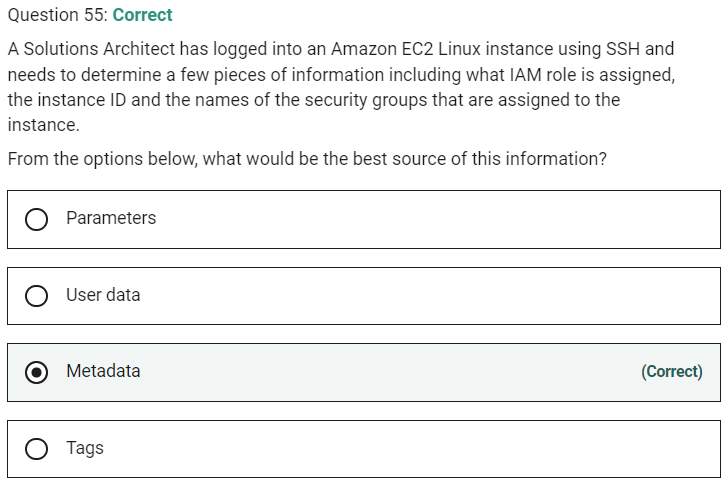 Question 55: Correct
A Solutions Architect has logged into an Amazon EC2 Linux instance using SSH and
needs to determine a few pieces of information including what IAM role is assigned,
the instance ID and the names of the security groups that are assigned to the
instance.
From the options below, what would be the best source of this information?
Parameters
User data
Metadata (Correct)
Tags